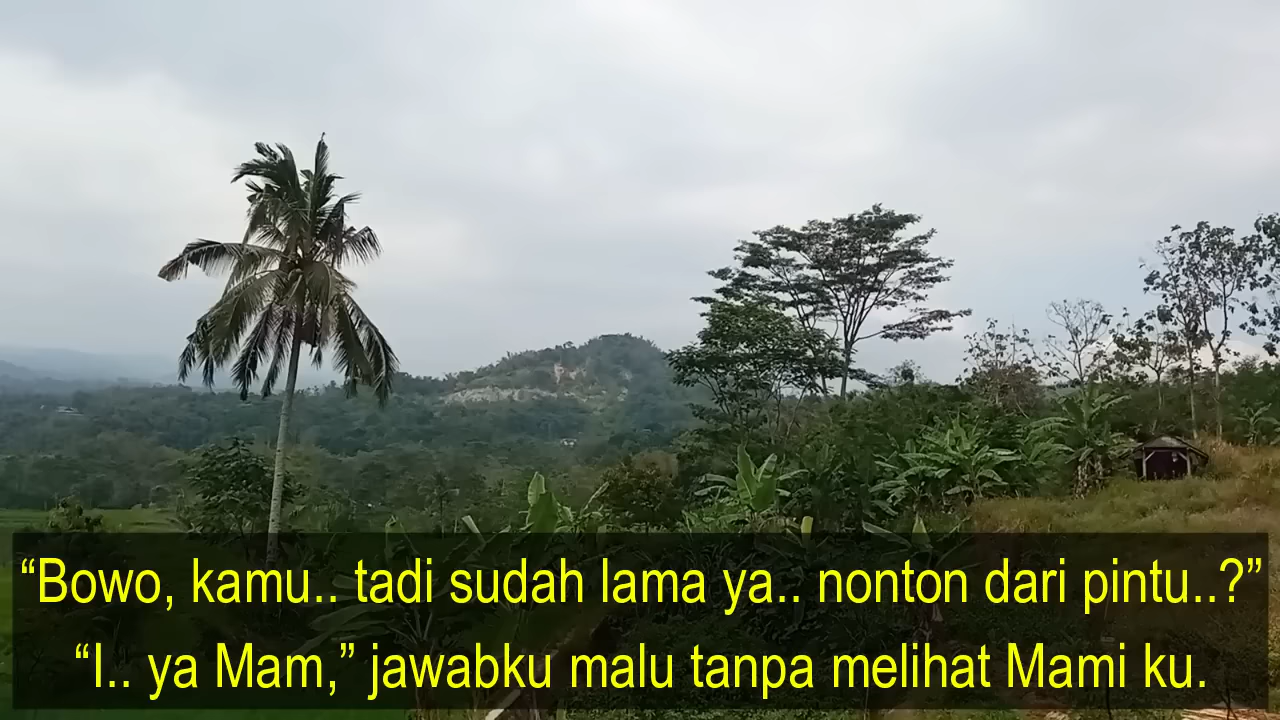 “Bowo, kamu.. tadi sudah lama ya.. nonton dari pintu..?”
“I.. ya Mam,” jawabku malu tanpa melihat Mami ku.